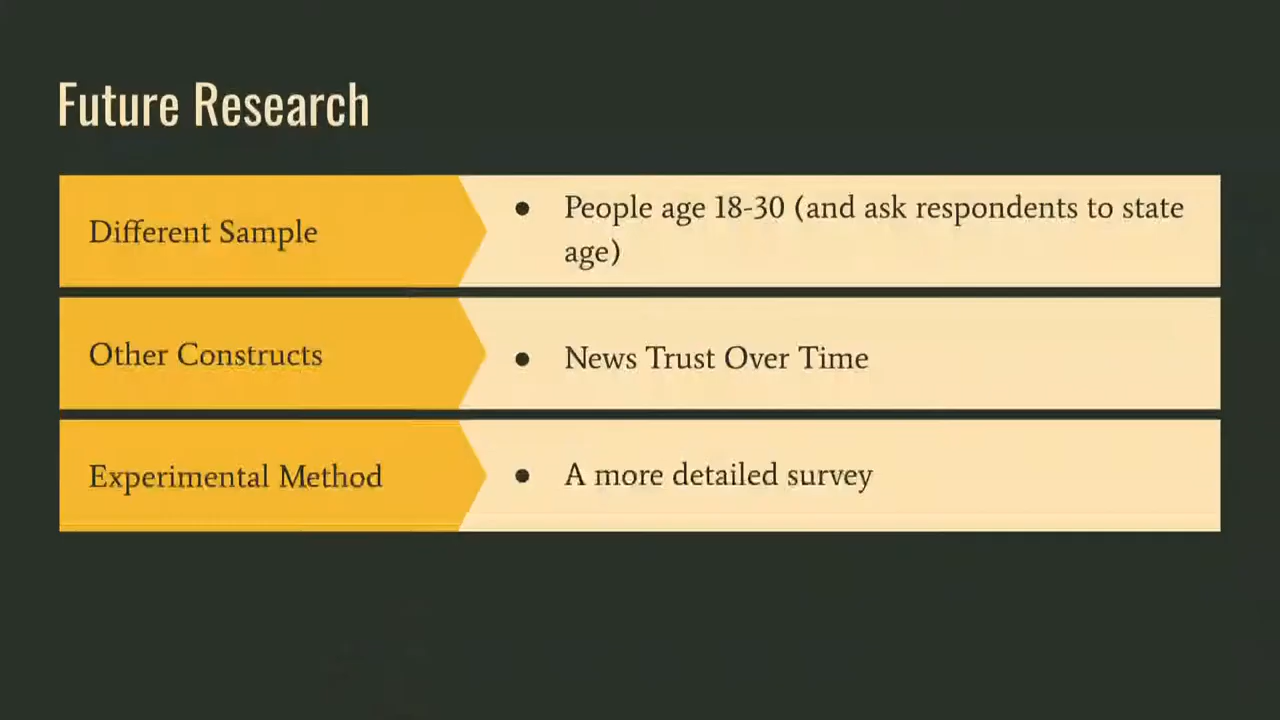 Future Research
Different Sample
● People age 18-30 (and ask respondents to state
age)
Other Constructs
● News Trust Over Time
Experimental Method
● A more detailed survey